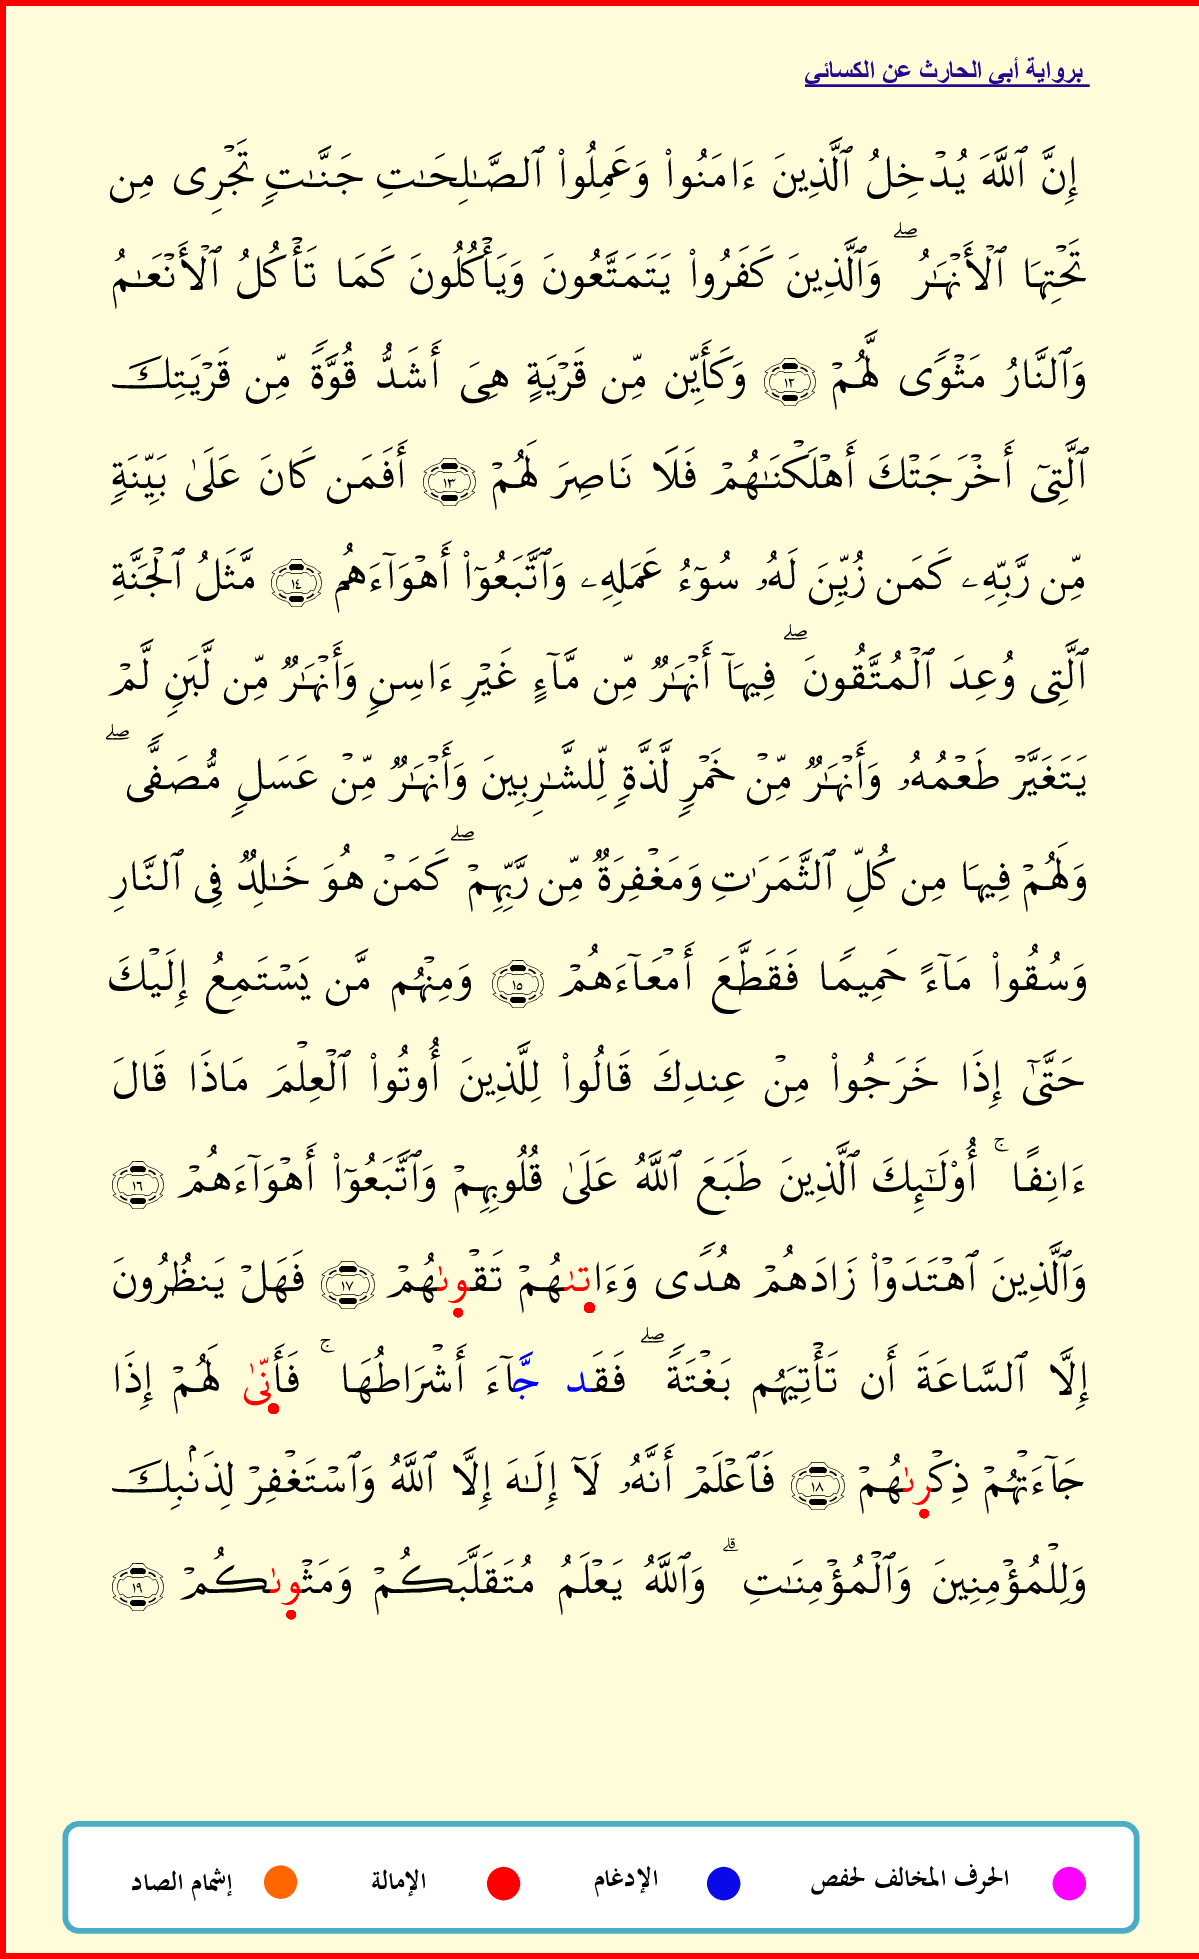 برواية أبي الحارث عن الكسائي
إِنَّ ٱللَّهَ يُدۡخِلُ ٱلَّذِينَ ءَامَنُواْ وَعَمِلُواْ ٱلصَّٰلِحَٰتِ جَنَّٰتٖ تَجۡرِي مِن
تَحۡتِهَا ٱلۡأَنۡهَٰرُۖ وَٱلَّذِينَ كَفَرُواْ يَتَمَتَّعُونَ وَيَأۡكُلُونَ كَمَا تَأۡكُلُ ٱلۡأَنۡعَٰمُ
وَٱلنَّارُ مَثۡوٗى لَّهُمۡ ١٢ وَكَأَيِّن مِّن قَرۡيَةٍ هِيَ أَشَدُّ قُوَّةٗ مِّن قَرۡيَتِكَ
ٱلَّتِيٓ أَخۡرَجَتۡكَ أَهۡلَكۡنَٰهُمۡ فَلَا نَاصِرَ لَهُمۡ ١٣ أَفَمَن كَانَ عَلَىٰ بَيِّنَةٖ
مِّن رَّبِّهِۦ كَمَن زُيِّنَ لَهُۥ سُوٓءُ عَمَلِهِۦ وَٱتَّبَعُوٓاْ أَهۡوَآءَهُم ١٤ مَّثَلُ ٱلۡجَنَّةِ
ٱلَّتِي وُعِدَ ٱلۡمُتَّقُونَۖ فِيهَآ أَنۡهَٰرٞ مِّن مَّآءٍ غَيۡرِ ءَاسِنٖ وَأَنۡهَٰرٞ مِّن لَّبَنٖ لَّمۡ
يَتَغَيَّرۡ طَعۡمُهُۥ وَأَنۡهَٰرٞ مِّنۡ خَمۡرٖ لَّذَّةٖ لِّلشَّٰرِبِينَ وَأَنۡهَٰرٞ مِّنۡ عَسَلٖ مُّصَفّٗىۖ
وَلَهُمۡ فِيهَا مِن كُلِّ ٱلثَّمَرَٰتِ وَمَغۡفِرَةٞ مِّن رَّبِّهِمۡۖ كَمَنۡ هُوَ خَٰلِدٞ فِي ٱلنَّارِ
وَسُقُواْ مَآءً حَمِيمٗا فَقَطَّعَ أَمۡعَآءَهُمۡ ١٥ وَمِنۡهُم مَّن يَسۡتَمِعُ إِلَيۡكَ
حَتَّىٰٓ إِذَا خَرَجُواْ مِنۡ عِندِكَ قَالُواْ لِلَّذِينَ أُوتُواْ ٱلۡعِلۡمَ مَاذَا قَالَ
ءَانِفًاۚ أُوْلَٰٓئِكَ ٱلَّذِينَ طَبَعَ ٱللَّهُ عَلَىٰ قُلُوبِهِمۡ وَٱتَّبَعُوٓاْ أَهۡوَآءَهُمۡ ١٦
وَٱلَّذِينَ ٱهۡتَدَوۡاْ زَادَهُمۡ هُدٗى وَءَاتىٰهُمۡ تَقۡوىٰهُمۡ ١٧ فَهَلۡ يَنظُرُونَ
إِلَّا ٱلسَّاعَةَ أَن تَأۡتِيَهُم بَغۡتَةٗۖ فَقَد جَّآءَ أَشۡرَاطُهَاۚ فَأَنّىٰ لَهُمۡ إِذَا
جَآءَتۡهُمۡ ذِكۡرىٰهُمۡ ١٨ فَٱعۡلَمۡ أَنَّهُۥ لَآ إِلَٰهَ إِلَّا ٱللَّهُ وَٱسۡتَغۡفِرۡ لِذَنۢبِكَ
وَلِلۡمُؤۡمِنِينَ وَٱلۡمُؤۡمِنَٰتِۗ وَٱللَّهُ يَعۡلَمُ مُتَقَلَّبَكُمۡ وَمَثۡوىٰكُمۡ ١٩
الحرف المخالف لحفص الإدغام الإمالة إشمام الصاد